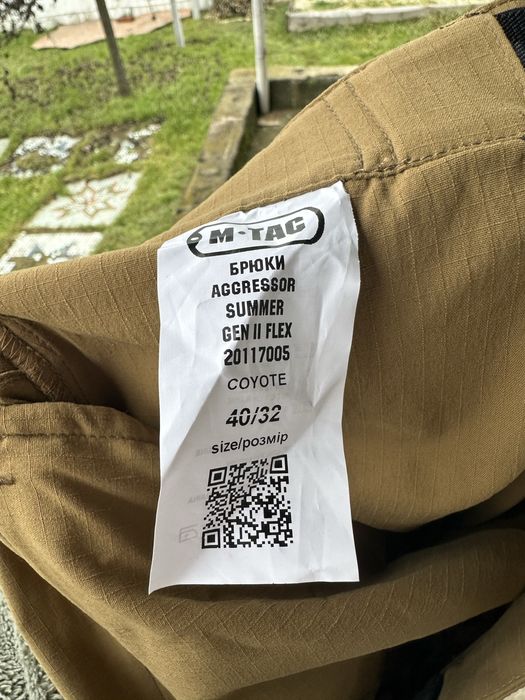 M·TAC
БРЮКИ
AGGRESSOR
SUMMER
GEN II FLEX
20117005
COYOTE
40/32
size/розмір